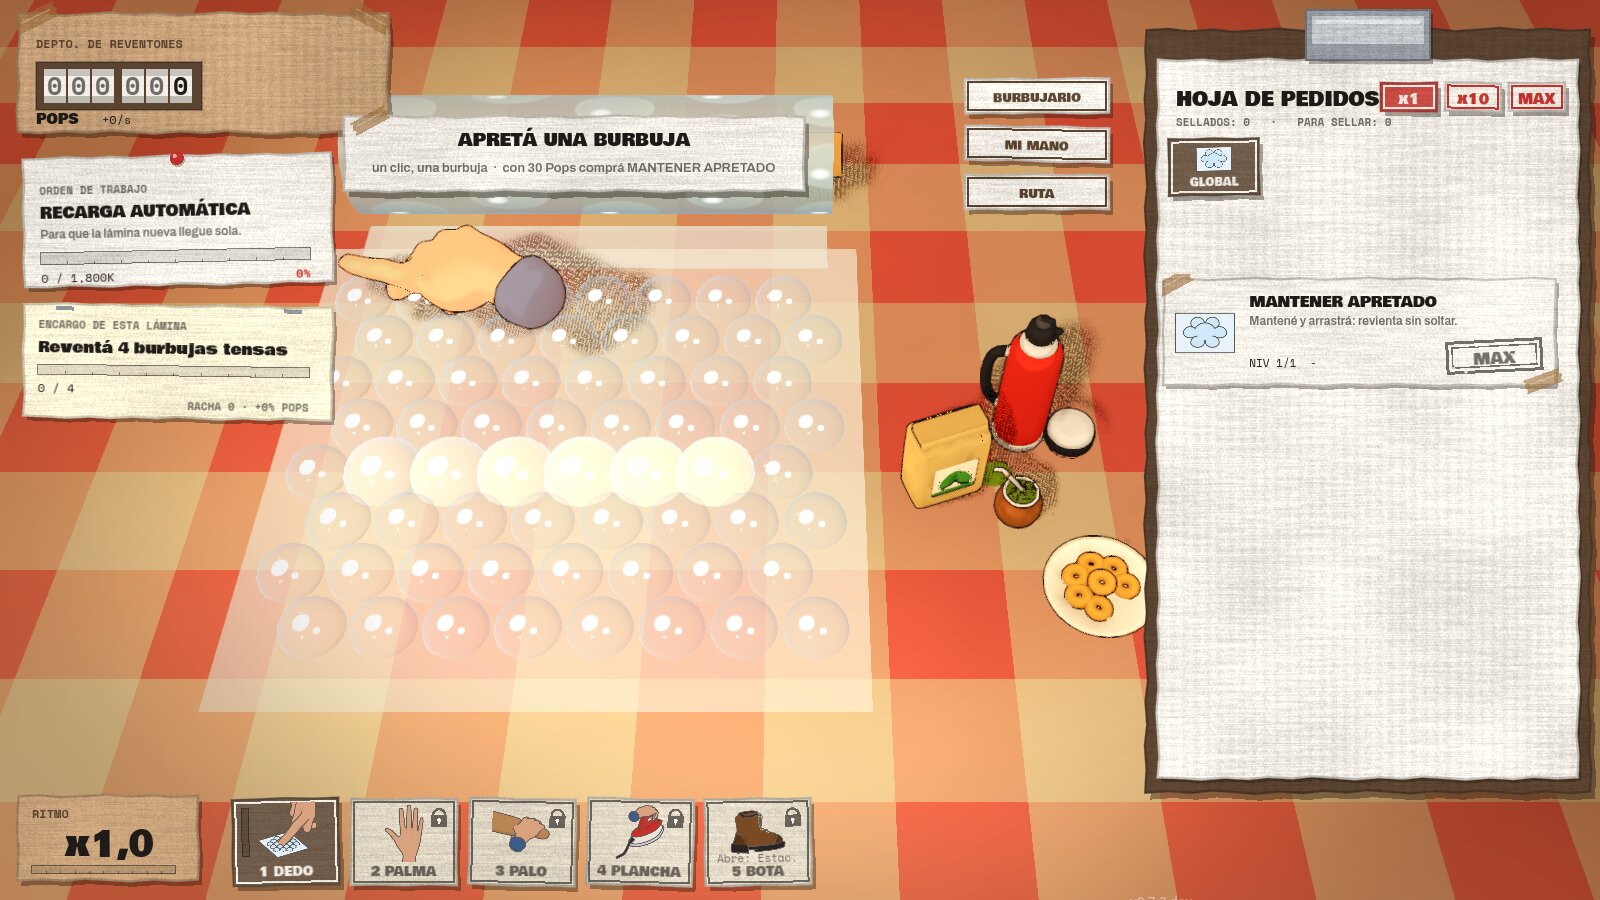 DEPTO. DE REVENTONES
000 000
POPS +0/s
ORDEN DE TRABAJO
RECARGA AUTOMÁTICA
Para que la lámina nueva llegue sola.
0 / 1.800K 0%
ENCARGO DE ESTA LÁMINA
Reventá 4 burbujas tensas
0 / 4
RACHA 0 · +0% POPS
APRETÁ UNA BURBUJA
un clic, una burbuja · con 30 Pops comprá MANTENER APRETADO
BURBUJARIO
MI MANO
RUTA
HOJA DE PEDIDOS x1 x10 MAX
SELLADOS: 0 · PARA SELLAR: 0
GLOBAL
MANTENER APRETADO
Mantené y arrastrá: revienta sin soltar.
NIV 1/1 - MAX
RITMO
x1,0
1 DEDO
2 PALMA
3 PALO
4 PLANCHA
Abre: Estac.
5 BOTA